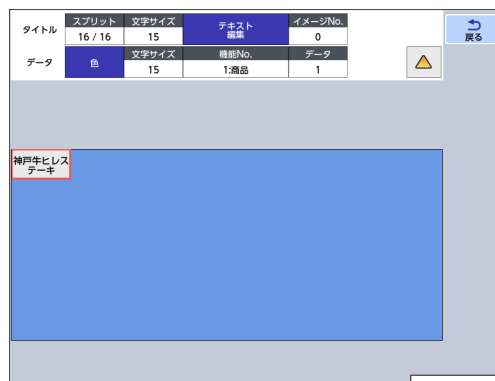 タイトル
スプリット
文字サイズ
テキスト
編集
イメージNo.
16 / 16
15
0
戻る
データ
色
文字サイズ
機能No.
データ
15
1:商品
1
神戸牛ヒレス
テーキ